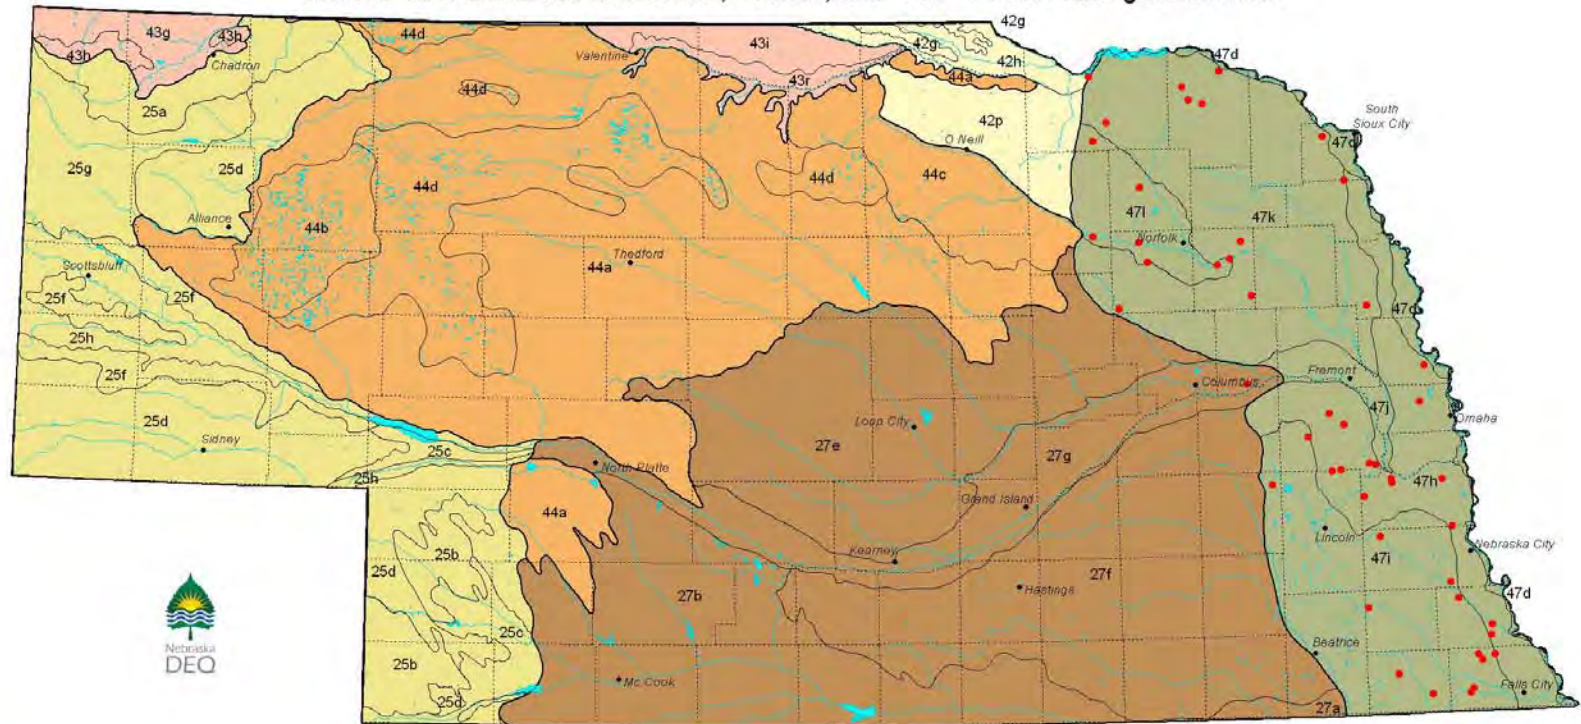 42g
43g
43h
44d
43h
Chadron
Valentine
43i
42g
42h
47d
43r
44a
44d
25a
42p
South
Sioux City
O Neill
47d
25g
25d
44d
44d
44c
Alliance
44b
47l
47k
Norfolk
Scottsbluff
44a
Thedford
25f
25f
47d
25h
25f
Fremont
Columbus
47j
25d
Sidney
Loup City
Omaha
25c
27e
27g
25h
North Platte
47h
44a
Grand Island
Lincoln
Nebraska City
Kearney
25b
47i
25d
27b
27f
Hastings
47d
Nebraska
DEQ
25c
Beatrice
25b
Mc Cook
25d
27a
Falls City